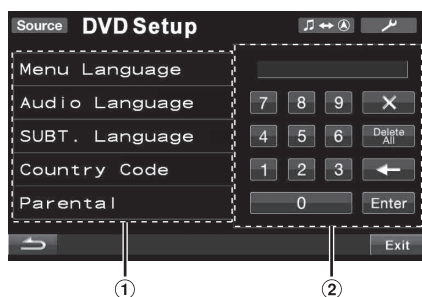 Source DVD Setup
Menu Language
Audio Language
7 8 9
SUBT. Language
4 5 6 Delete All
Country Code
1 2 3
Parental
0 Enter
Exit
1 2